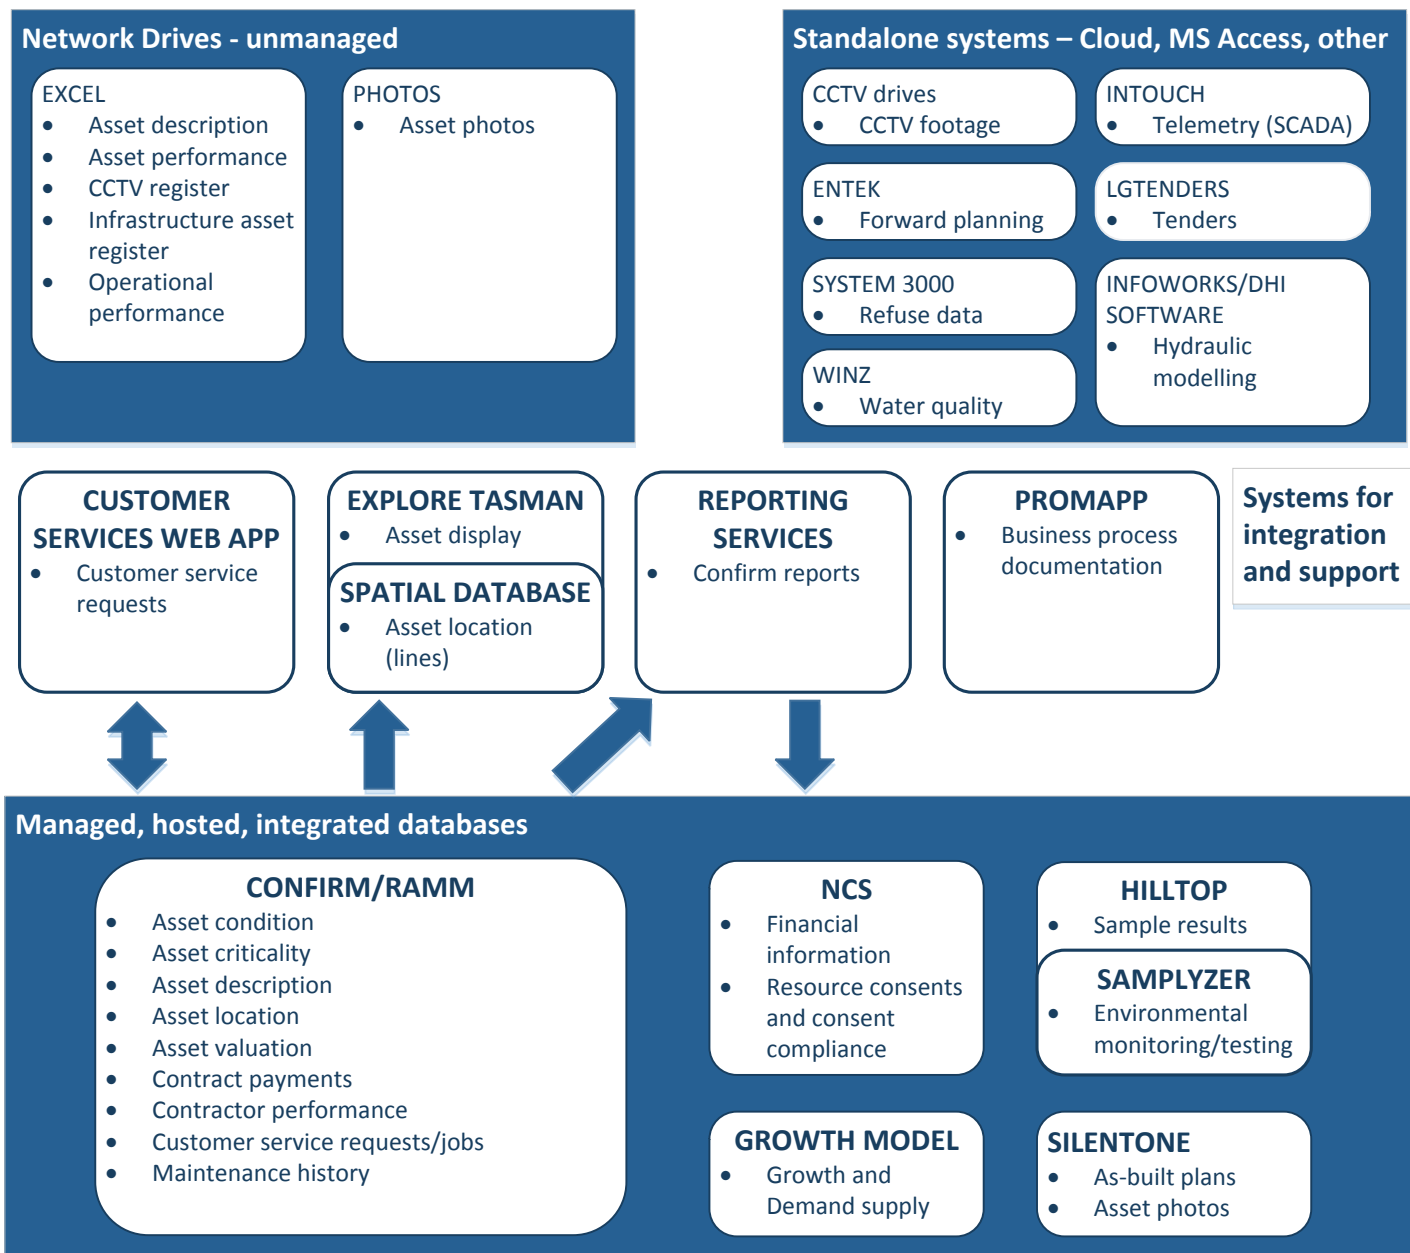 Network Drives - unmanaged
EXCEL
• Asset description
• Asset performance
• CCTV register
• Infrastructure asset
register
• Operational
performance
PHOTOS
• Asset photos
Standalone systems – Cloud, MS Access, other
CCTV drives
• CCTV footage
ENTEK
• Forward planning
SYSTEM 3000
• Refuse data
WINZ
• Water quality
INTOUCH
• Telemetry (SCADA)
LGTENDERS
• Tenders
INFOWORKS/DHI
SOFTWARE
• Hydraulic
modelling
CUSTOMER
SERVICES WEB APP
• Customer service
requests
EXPLORE TASMAN
• Asset display
SPATIAL DATABASE
• Asset location
(lines)
REPORTING
SERVICES
• Confirm reports
PROMAPP
• Business process
documentation
Systems for
integration
and support
Managed, hosted, integrated databases
CONFIRM/RAMM
• Asset condition
• Asset criticality
• Asset description
• Asset location
• Asset valuation
• Contract payments
• Contractor performance
• Customer service requests/jobs
• Maintenance history
NCS
• Financial
information
• Resource consents
and consent
compliance
HILLTOP
• Sample results
SAMPLYZER
• Environmental
monitoring/testing
GROWTH MODEL
• Growth and
Demand supply
SILENTONE
• As-built plans
• Asset photos